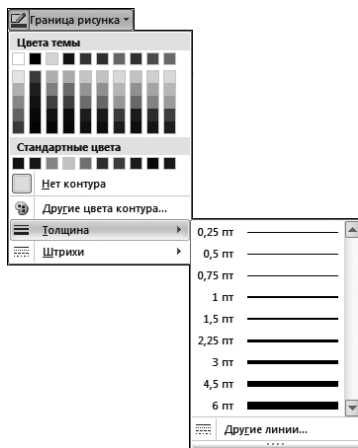 Граница рисунка
Цвета темы
Стандартные цвета
Нет контура
Другие цвета контура...
Толщина
Штрихи
0,25 пт
0,5 пт
0,75 пт
1 пт
1,5 пт
2,25 пт
3 пт
4,5 пт
6 пт
Другие линии...